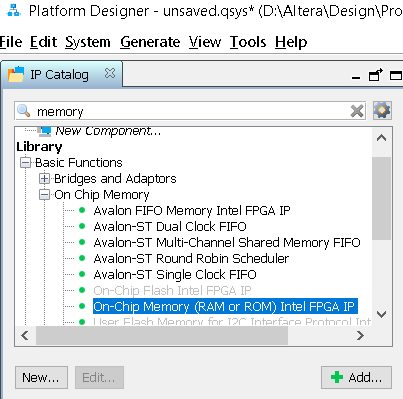 Platform Designer - unsaved.qsys* (D:\Altera\Design\Pro
File Edit System Generate View Tools Help
IP Catalog
memory
New Component...
Library
Basic Functions
Bridges and Adaptors
On Chip Memory
Avalon FIFO Memory Intel FPGA IP
Avalon-ST Dual Clock FIFO
Avalon-ST Multi-Channel Shared Memory FIFO
Avalon-ST Round Robin Scheduler
Avalon-ST Single Clock FIFO
On-Chip Flash Intel FPGA IP
On-Chip Memory (RAM or ROM) Intel FPGA IP
User Flash Memory for I2C Interface Protocol Int
New... Edit... Add...